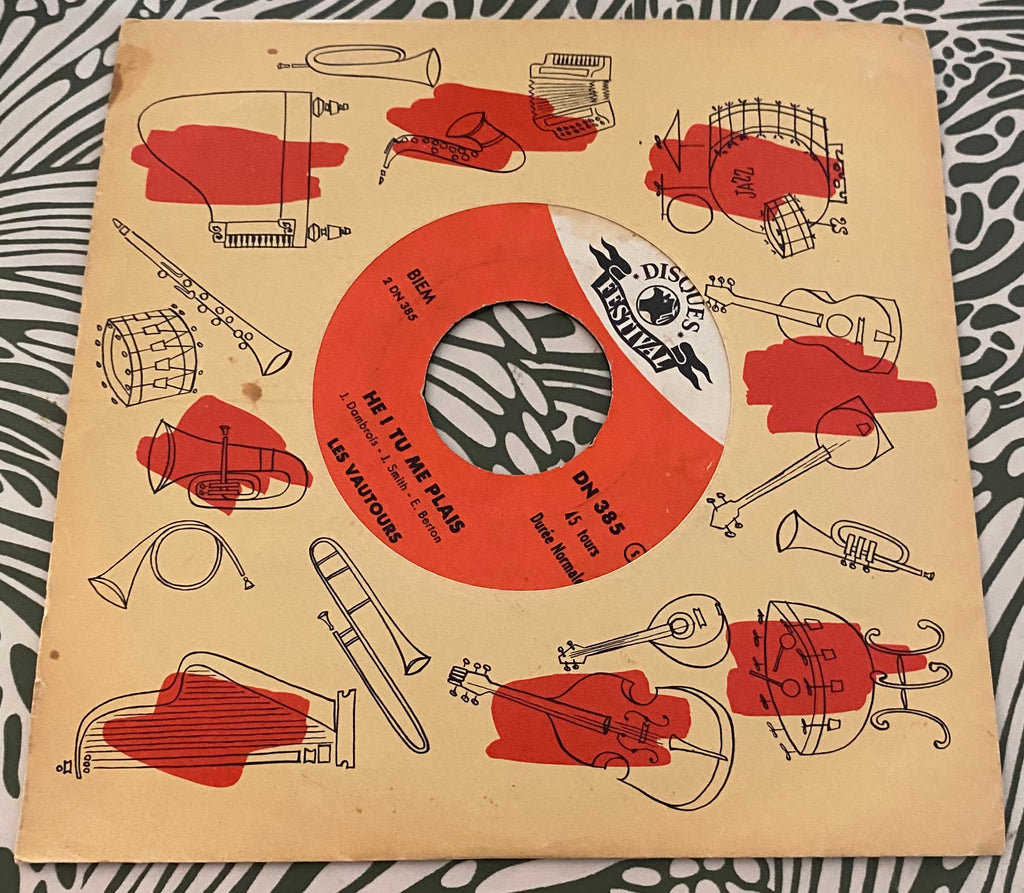 JAZZ
DISQUES
FESTIVAL
BIEM
2 DN 385
DN 385
45 tours
Durée Normale
HE ! TU ME PLAIS
J. Dambrois - J. Smith - E. Berton
LES VAUTOURS